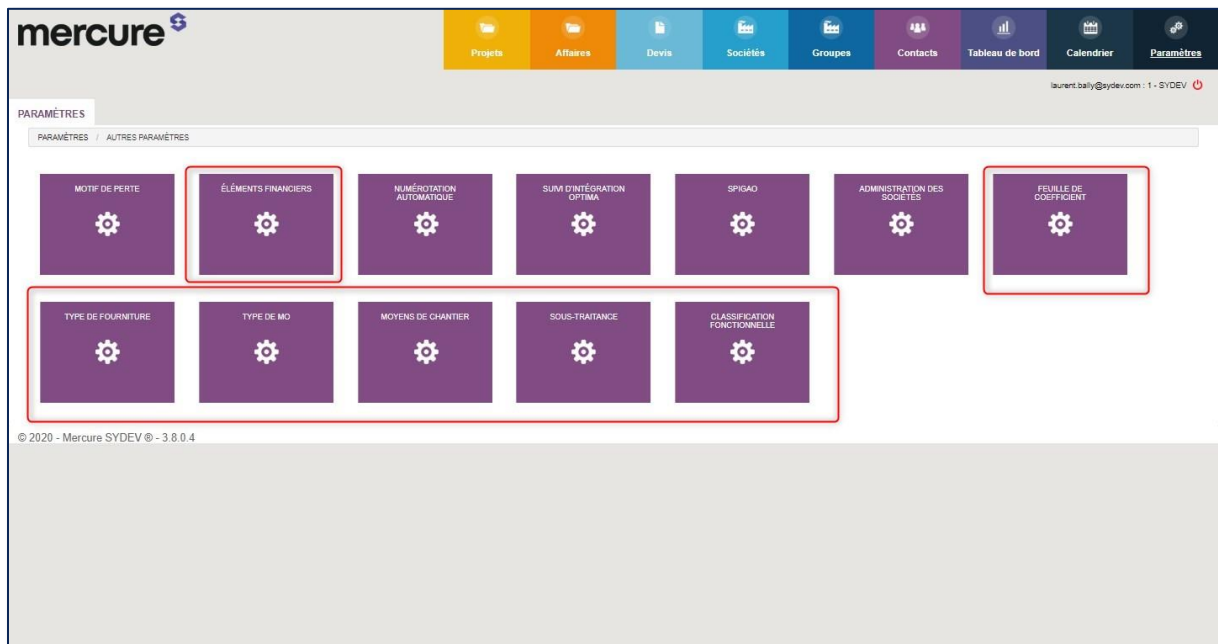 mercure
Projets
Affaires
Devis
Sociétés
Groupes
Contacts
Tableau de bord
Calendrier
Paramètres
laurent.bally@sydev.com : 1 - SYDEV
PARAMÈTRES
PARAMÈTRES / AUTRES PARAMÈTRES
MOTIF DE PERTE
ÉLÉMENTS FINANCIERS
NUMÉROTATION
AUTOMATIQUE
SUIVI D'INTÉGRATION
OPTIMA
SPIGAO
ADMINISTRATION DES
SOCIÉTÉS
FEUILLE DE
COEFFICIENT
TYPE DE FOURNITURE
TYPE DE MO
MOYENS DE CHANTIER
SOUS-TRAITANCE
CLASSIFICATION
FONCTIONNELLE
© 2020 - Mercure SYDEV ® - 3.8.0.4